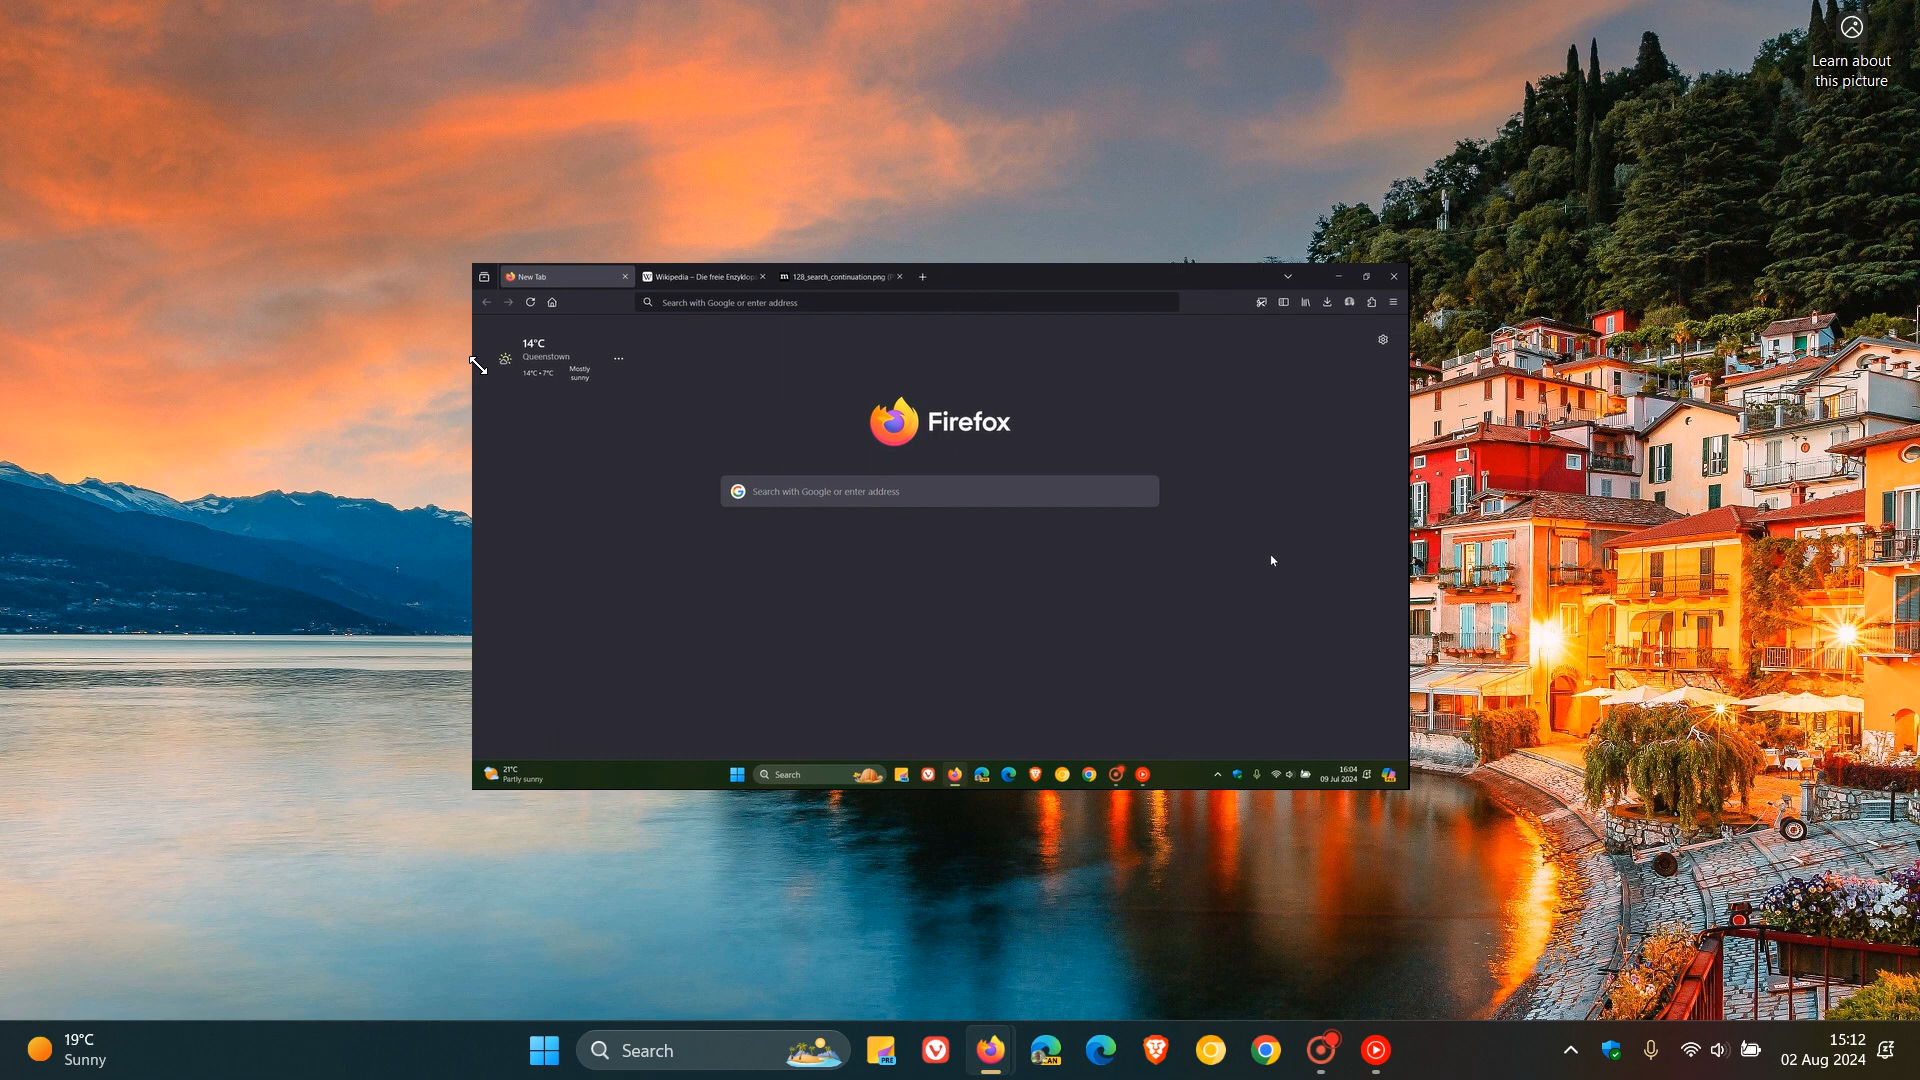 Learn about
this picture
New Tab
Wikipedia – Die freie Enzyklop
128_search_continuation.png (P
Search with Google or enter address
14°C
Queenstown
14°C • 7°C
Mostly
sunny
Firefox
Search with Google or enter address
21°C
Partly sunny
Search
16:04
09 Jul 2024
19°C
Sunny
Search
PRE
CAN
15:12
02 Aug 2024